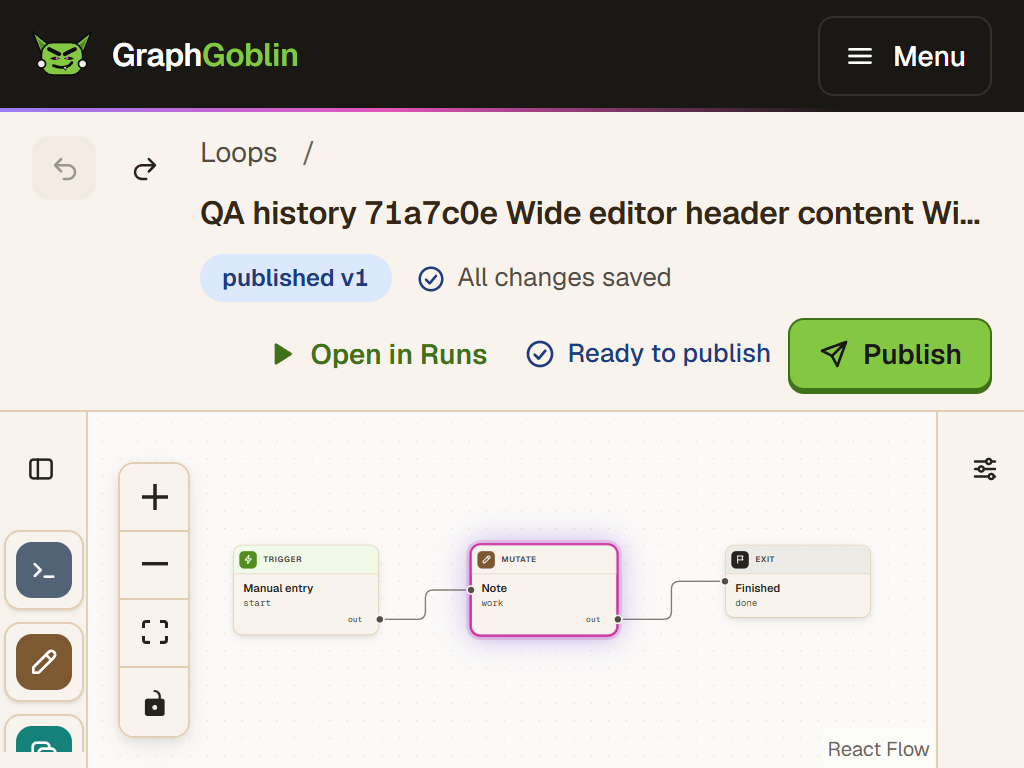 GraphGoblin
Menu
Loops /
QA history 71a7c0e Wide editor header content Wi...
published v1
All changes saved
Open in Runs
Ready to publish
Publish
TRIGGER
Manual entry
start
out
MUTATE
Note
work
out
EXIT
Finished
done
React Flow